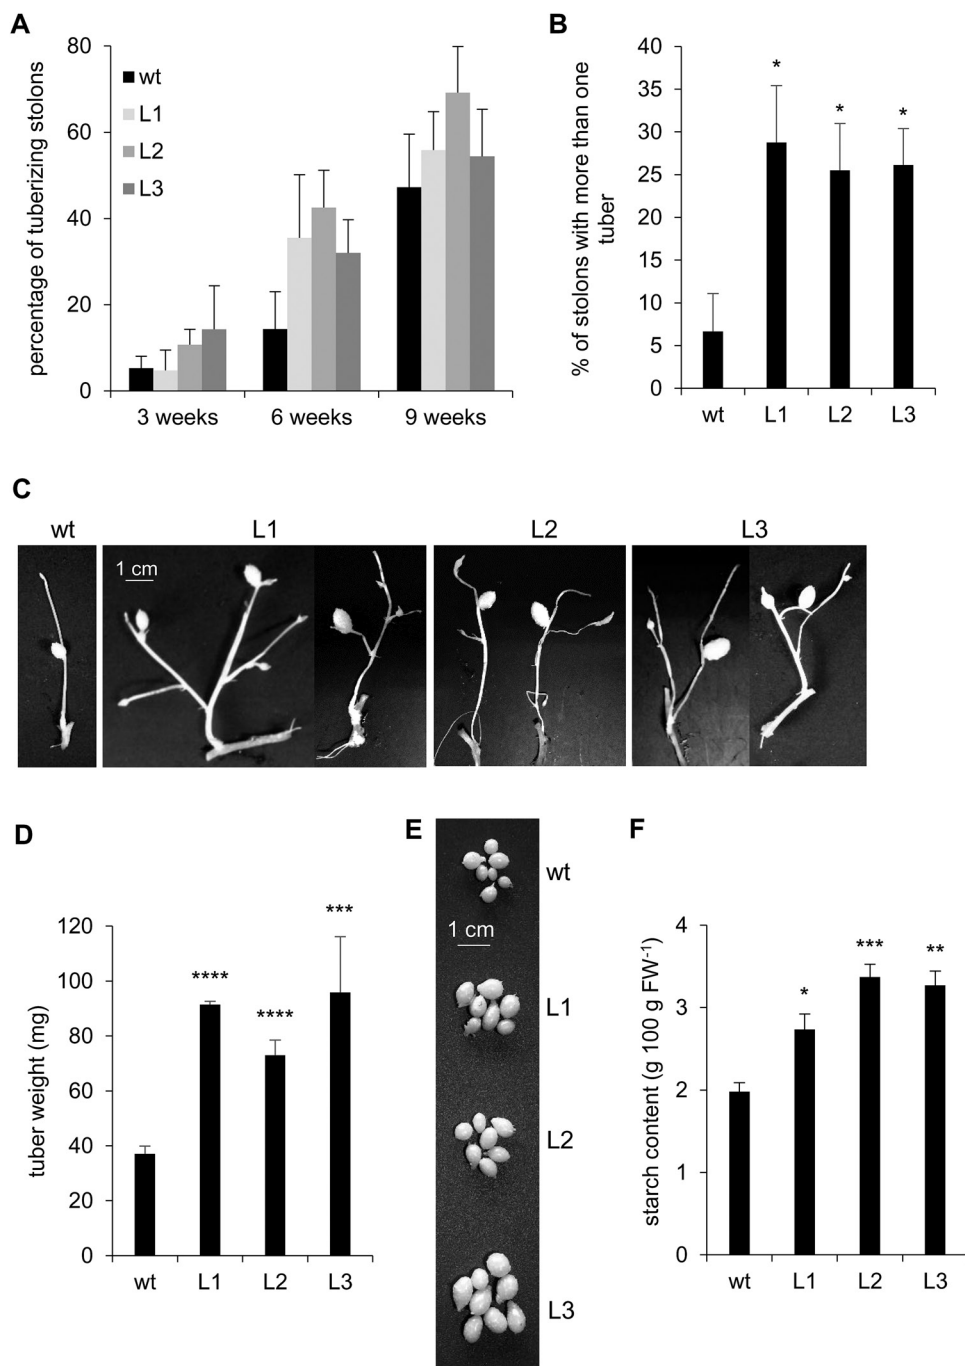 A
percentage of tuberizing stolons
80
60
40
20
0
wt
L1
L2
L3
3 weeks
6 weeks
9 weeks
B
% of stolons with more than one
tuber
40
35
30
25
20
15
10
5
0
*
*
*
wt
L1
L2
L3
C
wt
L1
L2
L3
1 cm
D
tuber weight (mg)
120
100
80
60
40
20
0
****
****
***
wt
L1
L2
L3
E
wt
1 cm
L1
L2
L3
F
starch content (g 100 g FW⁻¹)
4
3
2
1
0
*
***
**
wt
L1
L2
L3